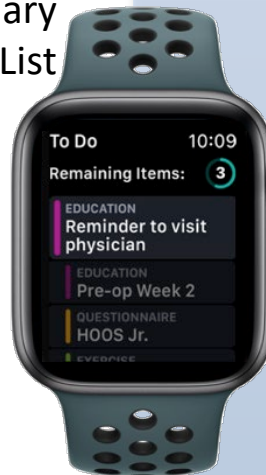 ary
List
To Do 10:09
Remaining Items: 3
EDUCATION
Reminder to visit
physician
EDUCATION
Pre-op Week 2
QUESTIONNAIRE
HOOS Jr.
EXERCISE